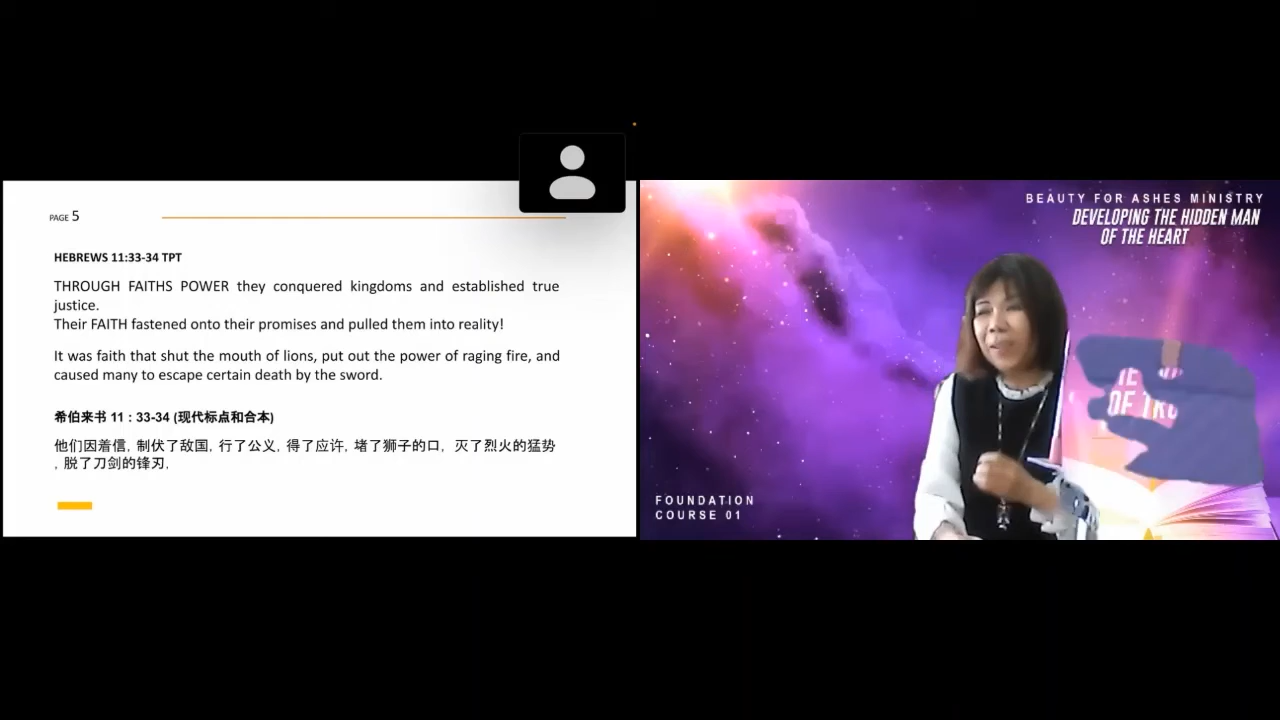 PAGE 5
HEBREWS 11:33-34 TPT
THROUGH FAITHS POWER they conquered kingdoms and established true
justice.
Their FAITH fastened onto their promises and pulled them into reality!
It was faith that shut the mouth of lions, put out the power of raging fire, and
caused many to escape certain death by the sword.
希伯来书 11 : 33-34 (现代标点和合本)
他们因着信, 制伏了敌国, 行了公义, 得了应许, 堵了狮子的口, 灭了烈火的猛势
, 脱了刀剑的锋刃,
BEAUTY FOR ASHES MINISTRY
DEVELOPING THE HIDDEN MAN
OF THE HEART
OF
FOUNDATION
COURSE 01